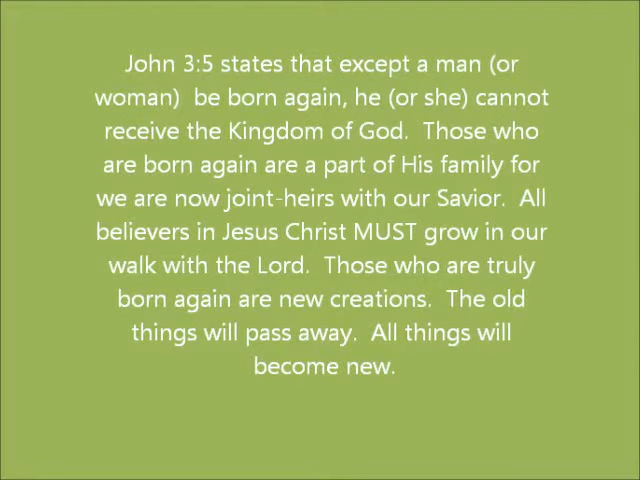 John 3:5 states that except a man (or
woman)  be born again, he (or she) cannot
receive the Kingdom of God.  Those who
are born again are a part of His family for
we are now joint-heirs with our Savior.  All
believers in Jesus Christ MUST grow in our
walk with the Lord.  Those who are truly
born again are new creations.  The old
things will pass away.  All things will
become new.